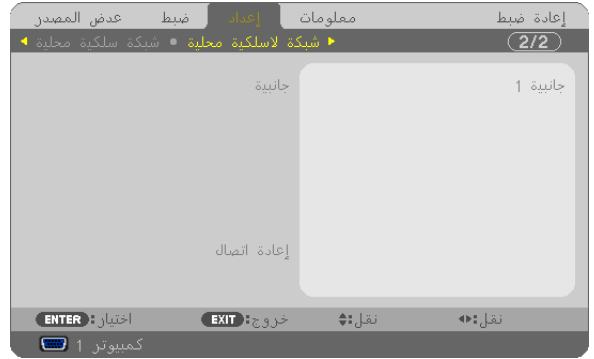 عدض المصدر ضبط إعداد معلومات إعادة ضبط
شبكة سلكية محلية • شبكة لاسلكية محلية 2/2
جانبية جانبية 1
إعادة اتصال
ENTER: اختيار EXIT: خروج نقل: نقل:
كمبيوتر 1